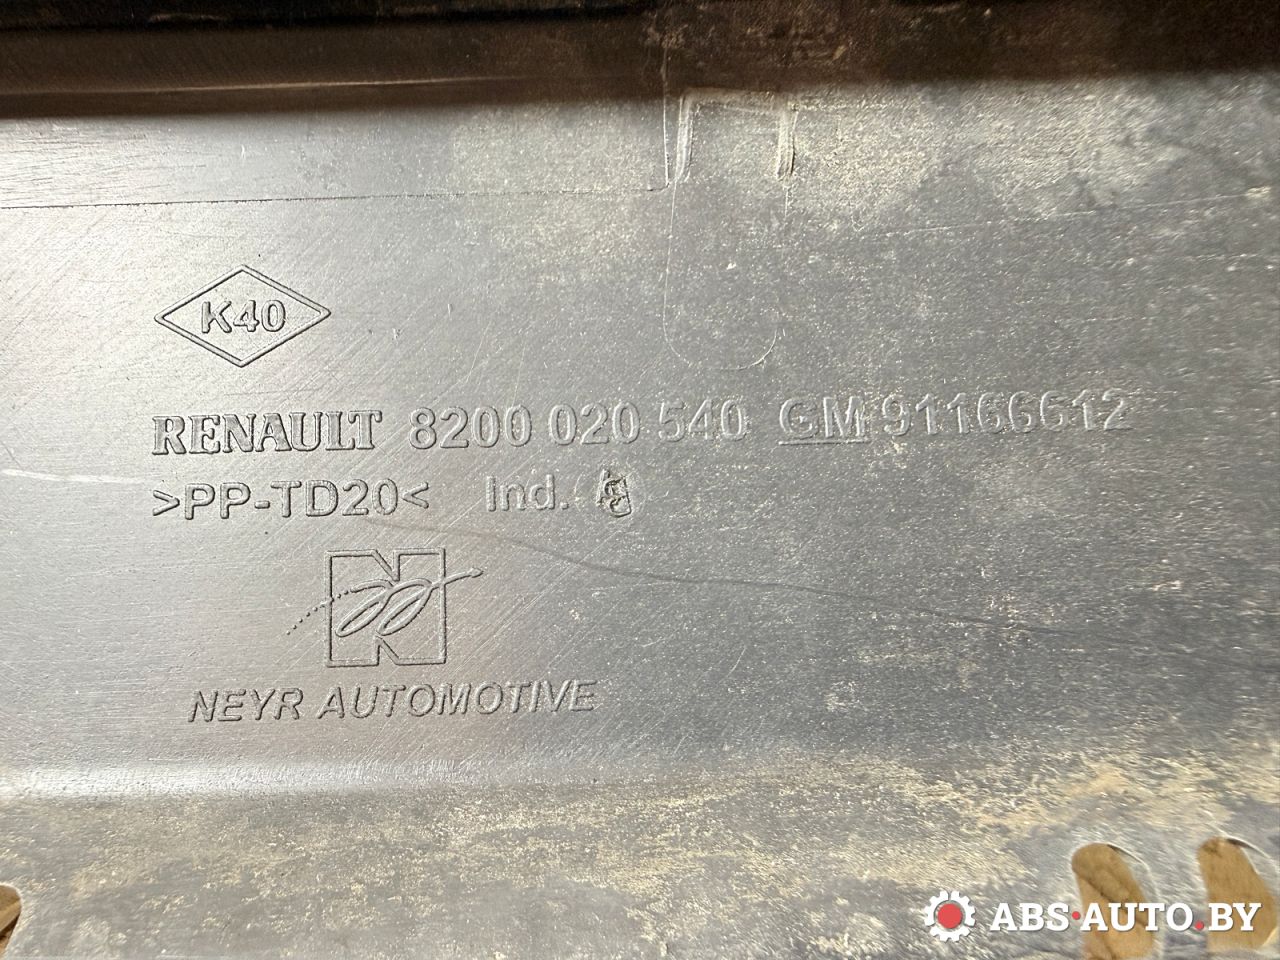 K40
RENAULT 8200 020 540 GM 91166612
>PP-TD20< Ind.
NEYR AUTOMOTIVE
ABS·AUTO.BY